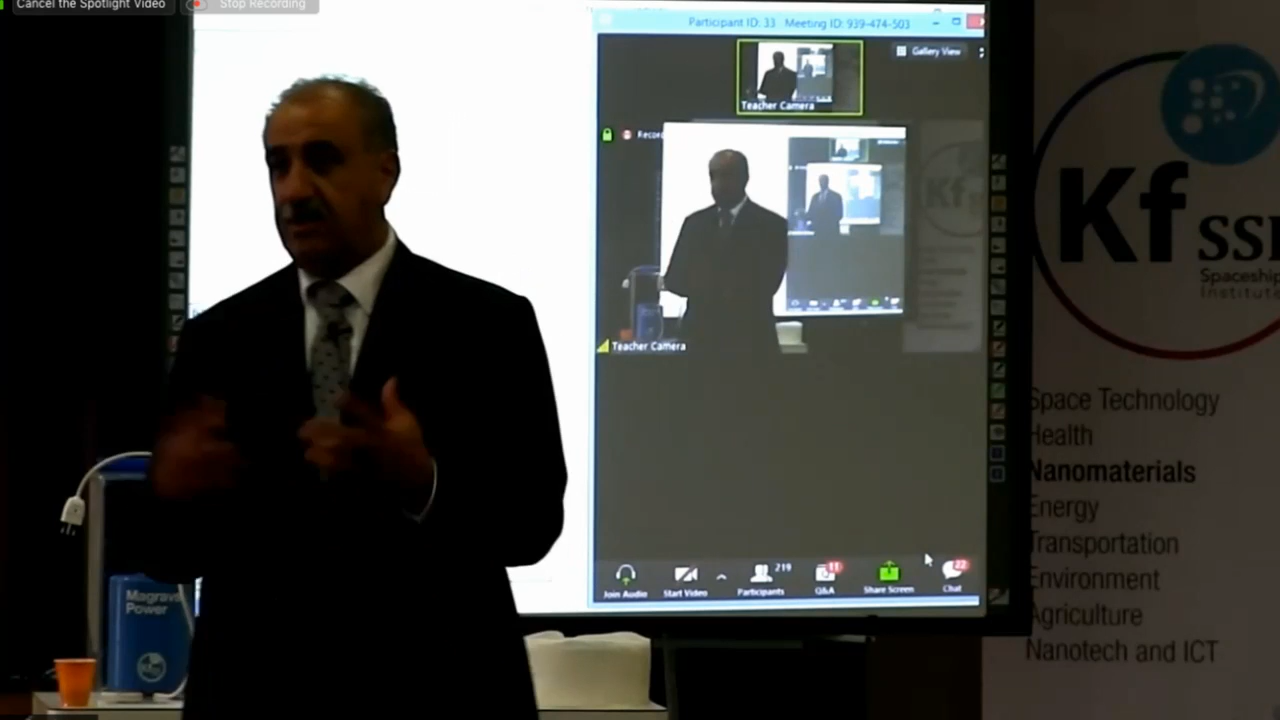 Cancel the Spotlight Video
Stop Recording
Participant ID: 33 Meeting ID: 939-474-503
Gallery View
Teacher Camera
Teacher Camera
Join Audio
Start Video
219
Participants
11
Q&A
Share Screen
22
Chat
Kf SSI
Spaceship
Institute
Space Technology
Health
Nanomaterials
Energy
Transportation
Environment
Agriculture
Nanotech and ICT
Magrav
Power